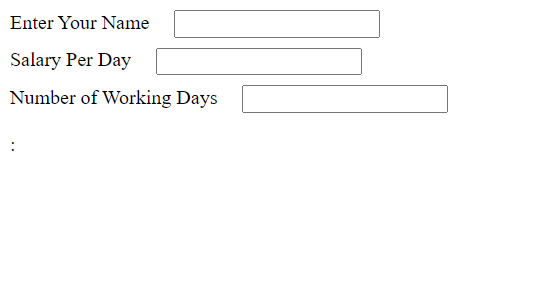 Enter Your Name
Salary Per Day
Number of Working Days
: